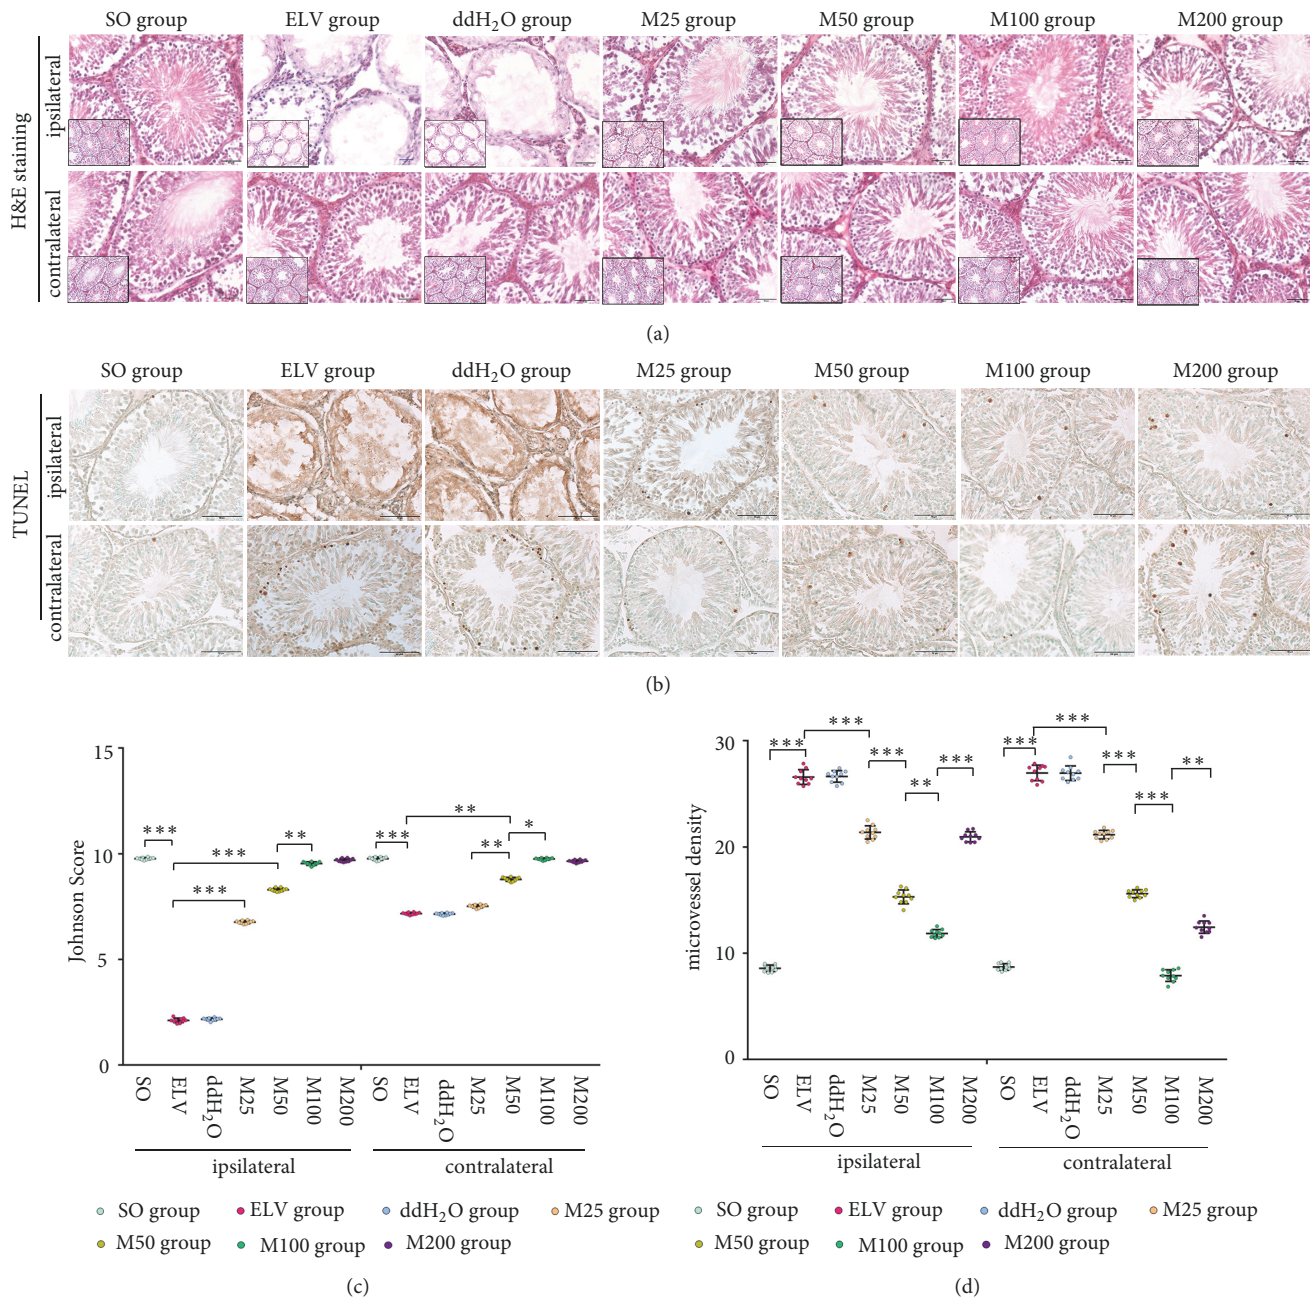 SO group ELV group ddH₂O group M25 group M50 group M100 group M200 group
H&E staining
ipsilateral
contralateral
(a)
SO group ELV group ddH₂O group M25 group M50 group M100 group M200 group
TUNEL
ipsilateral
contralateral
(b)
Johnson Score
15
10
5
0
*** *** *** ** *** ** ** *
SO ELV ddH₂O M25 M50 M100 M200 SO ELV ddH₂O M25 M50 M100 M200
ipsilateral contralateral
SO group ELV group ddH₂O group M25 group
M50 group M100 group M200 group
(c)
microvessel density
30
20
10
0
*** *** *** ** *** *** *** *** *** **
SO ELV ddH₂O M25 M50 M100 M200 SO ELV ddH₂O M25 M50 M100 M200
ipsilateral contralateral
SO group ELV group ddH₂O group M25 group
M50 group M100 group M200 group
(d)